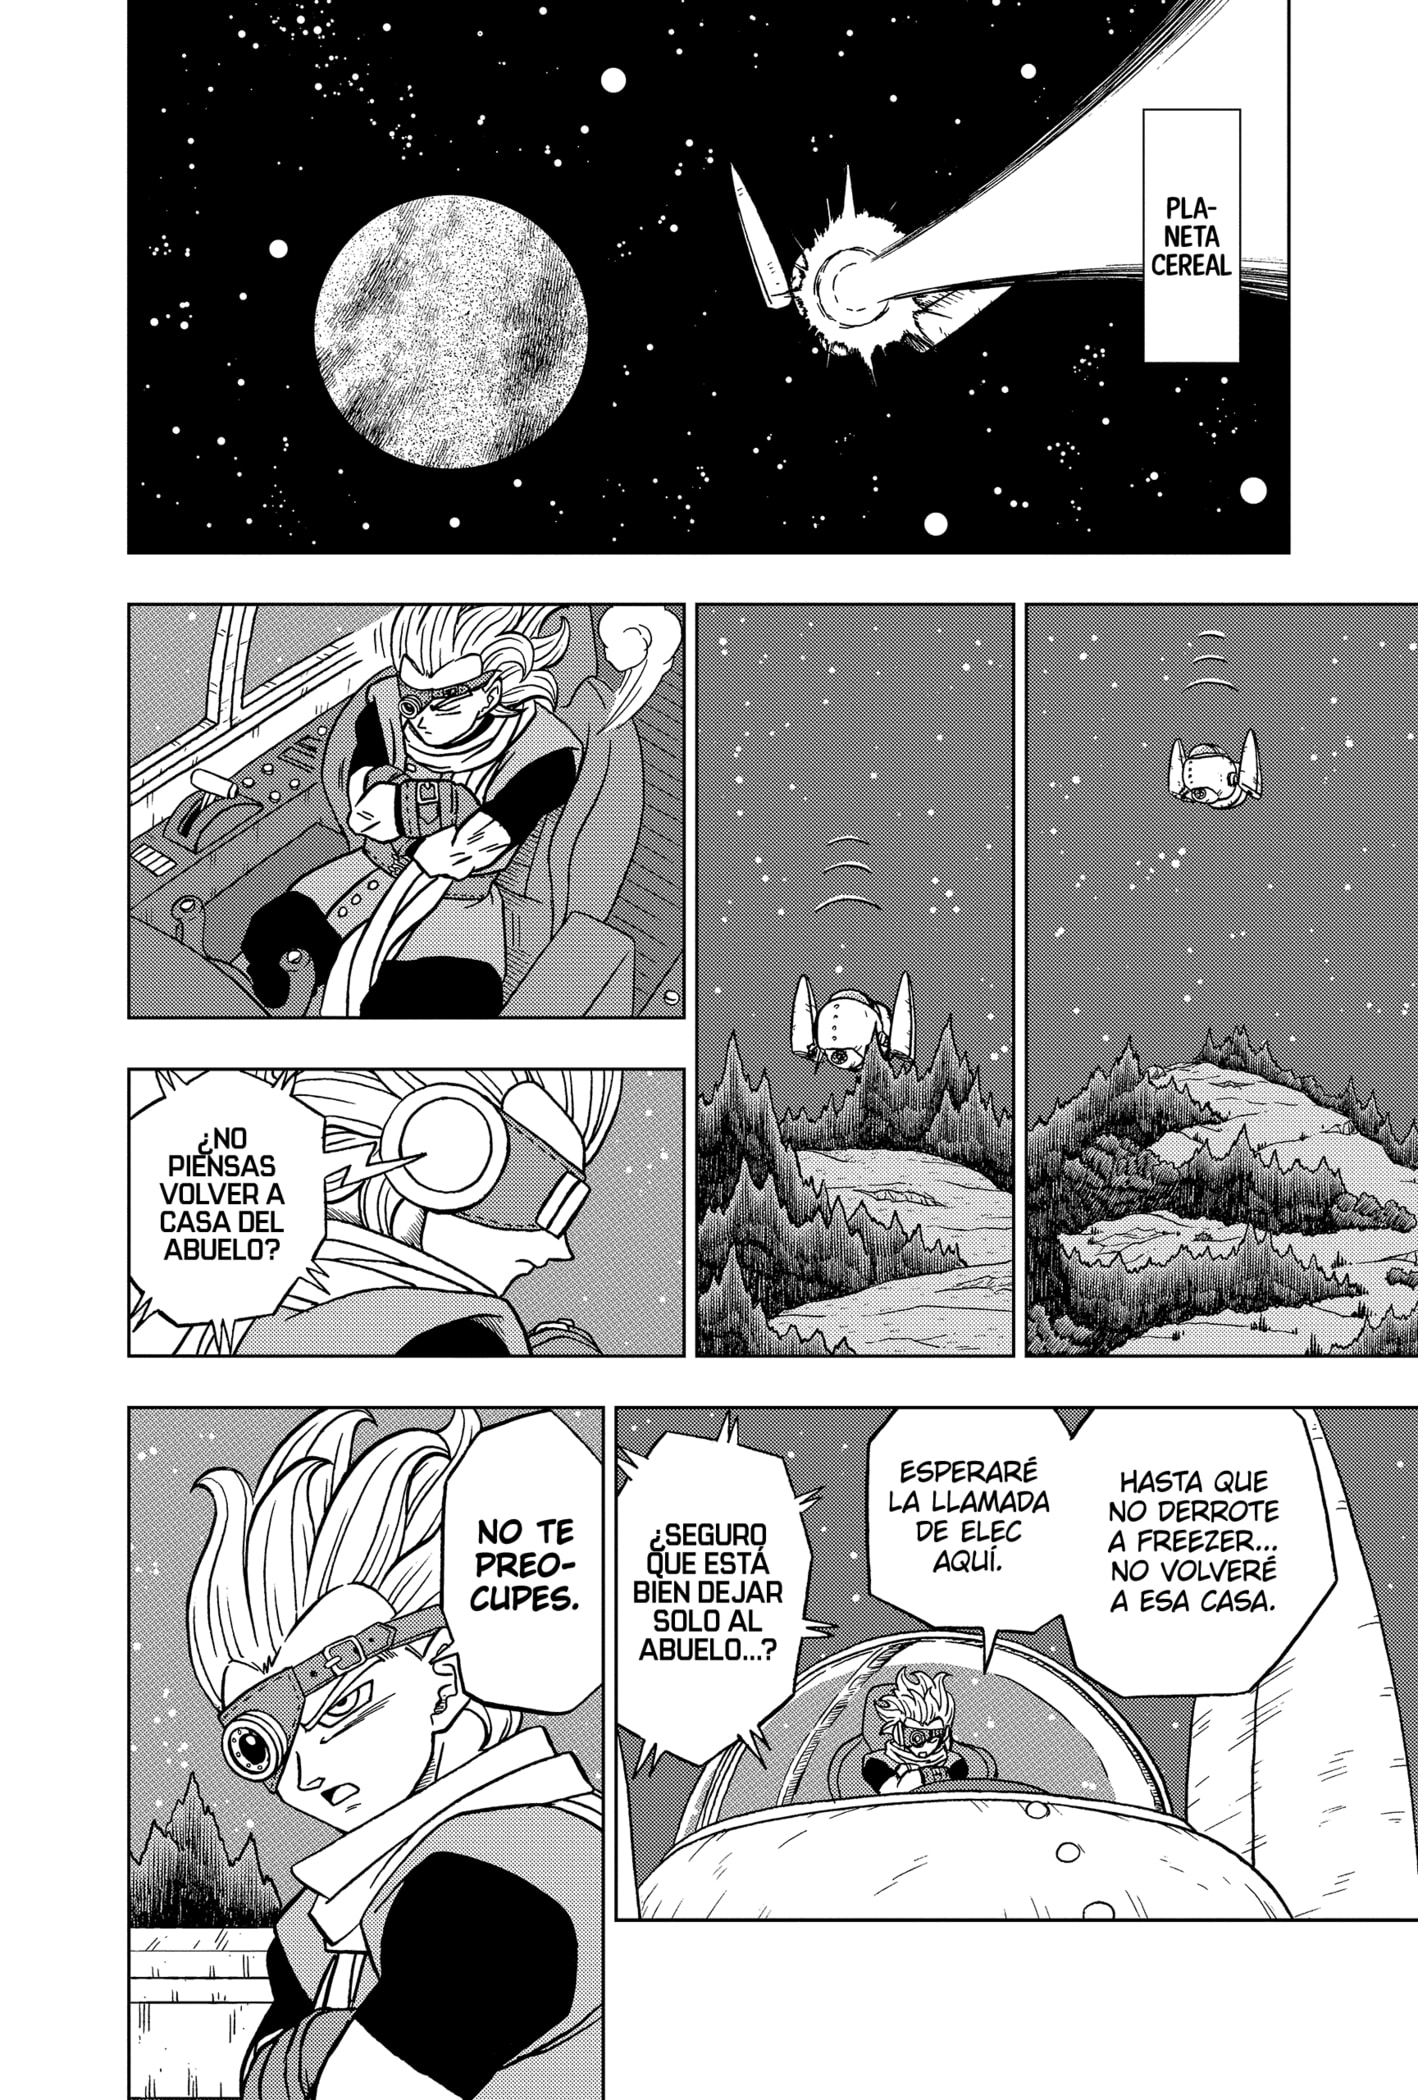 PLA-
NETA
CEREAL
¿NO
PIENSAS
VOLVER A
CASA DEL
ABUELO?
HASTA QUE
NO DERROTE
A FREEZER...
NO VOLVERÉ
A ESA CASA.
ESPERARÉ
LA LLAMADA
DE ELEC
AQUÍ.
¿SEGURO
QUE ESTÁ
BIEN DEJAR
SOLO AL
ABUELO...?
NO TE
PREO-
CUPES.